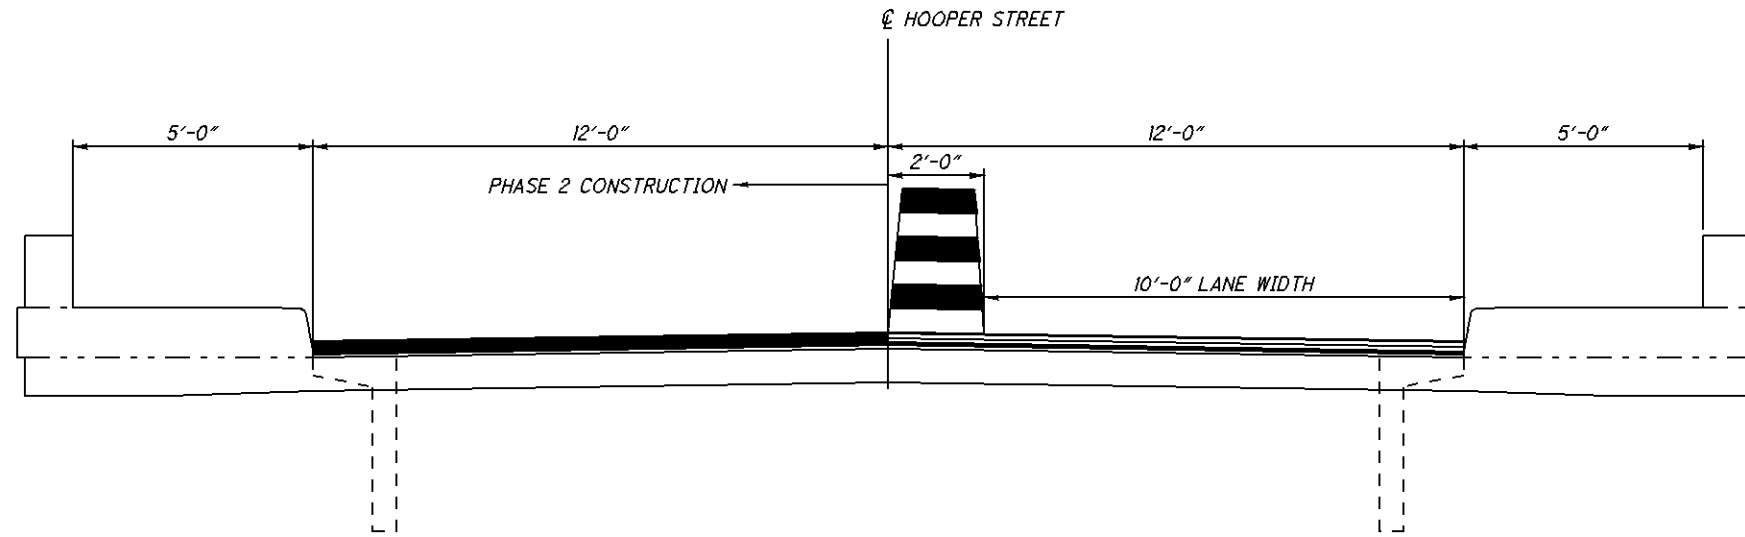 ℄ HOOPER STREET
5'-0" 12'-0" 12'-0" 5'-0"
2'-0"
PHASE 2 CONSTRUCTION
10'-0" LANE WIDTH